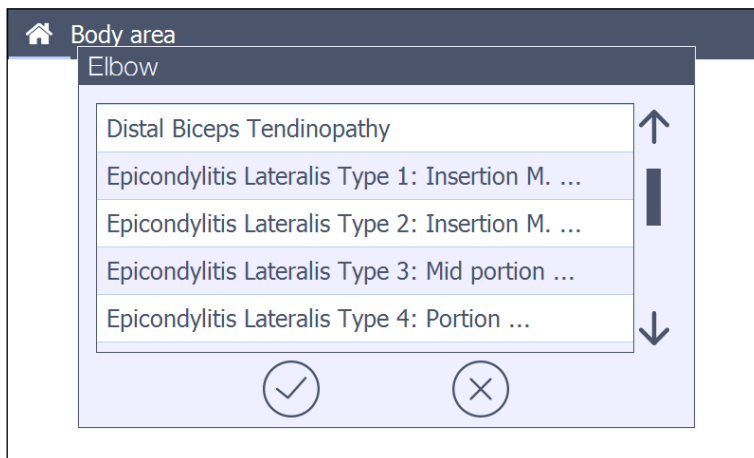 Body area
Elbow
Distal Biceps Tendinopathy
Epicondylitis Lateralis Type 1: Insertion M. ...
Epicondylitis Lateralis Type 2: Insertion M. ...
Epicondylitis Lateralis Type 3: Mid portion ...
Epicondylitis Lateralis Type 4: Portion ...